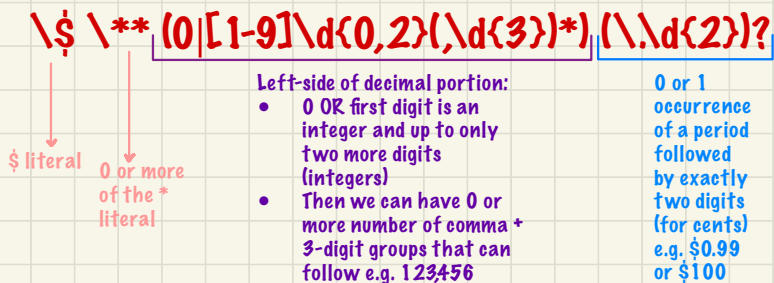 \$ \** (0|[1-9]\d{0,2}(,\d{3})*) (\.\d{2})?
$ literal
0 or more
of the *
literal
Left-side of decimal portion:
• 0 OR first digit is an
integer and up to only
two more digits
(integers)
• Then we can have 0 or
more number of comma +
3-digit groups that can
follow e.g. 123,456
0 or 1
occurrence
of a period
followed
by exactly
two digits
(for cents)
e.g. $0.99
or $100